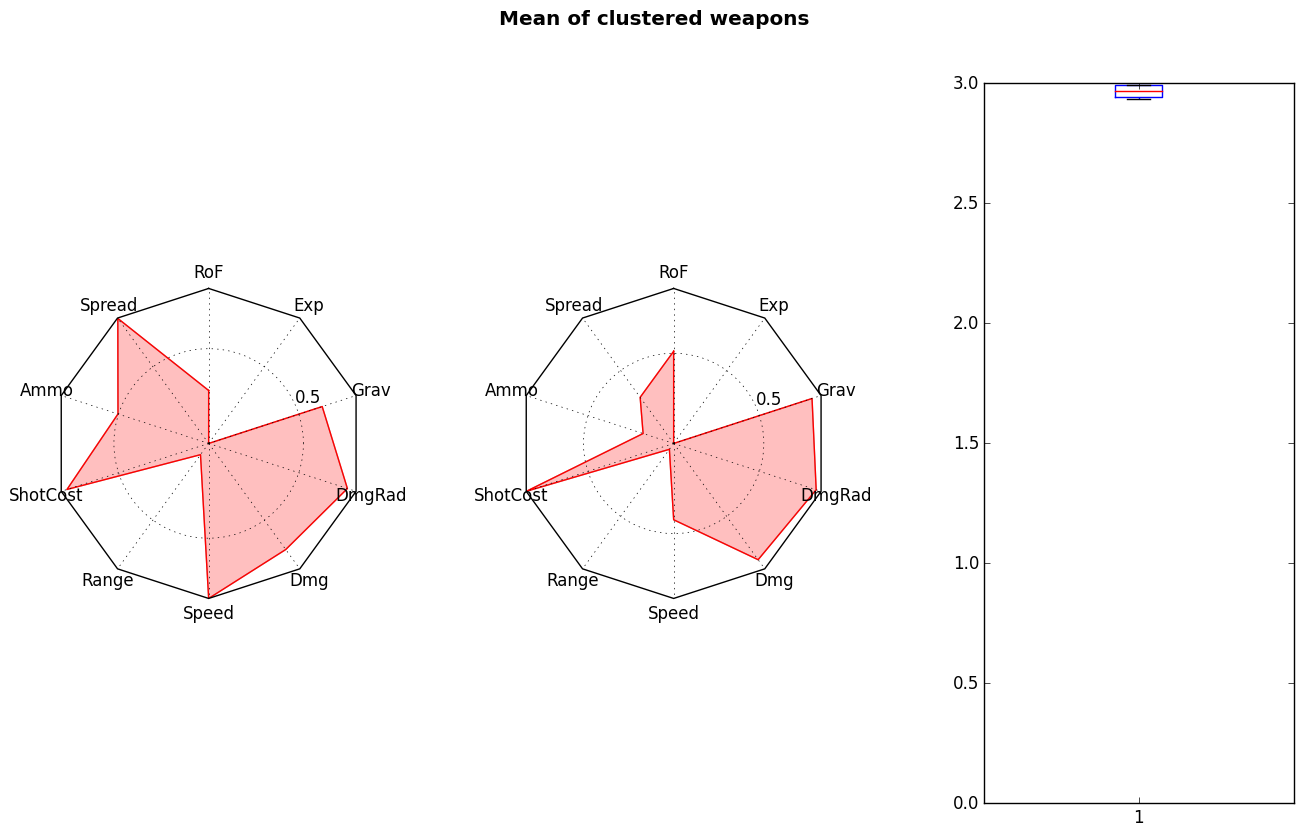 Mean of clustered weapons
RoF
Spread
Exp
Ammo
0.5
Grav
ShotCost
DmgRad
Range
Dmg
Speed
RoF
Spread
Exp
Ammo
0.5
Grav
ShotCost
DmgRad
Range
Dmg
Speed
3.0
2.5
2.0
1.5
1.0
0.5
0.0
1